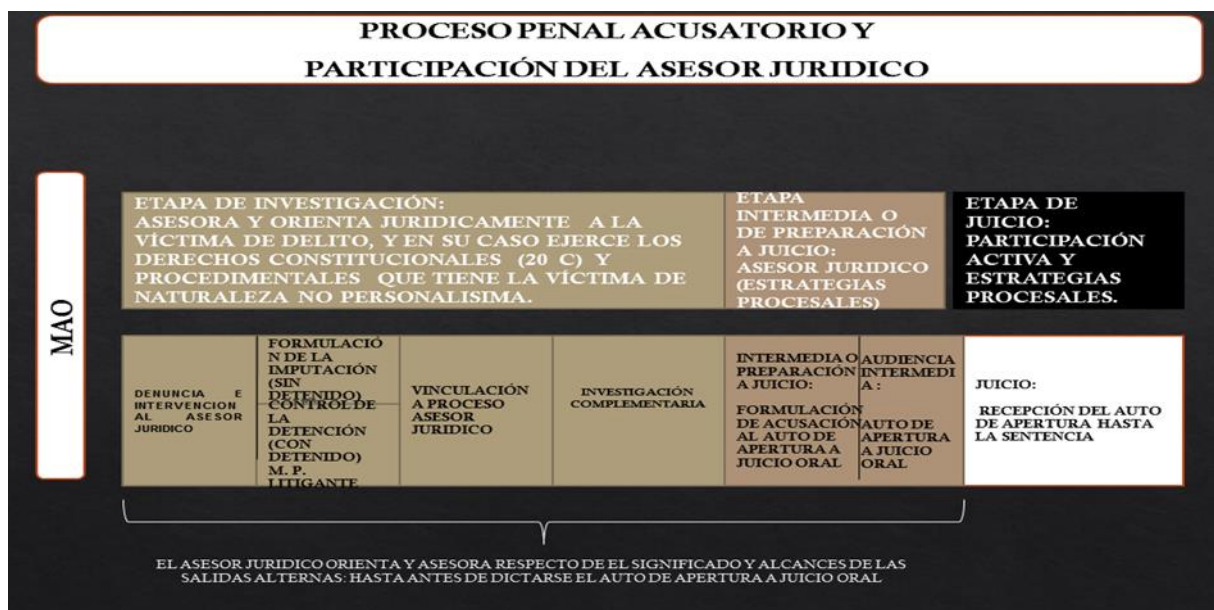 PROCESO PENAL ACUSATORIO Y
PARTICIPACIÓN DEL ASESOR JURIDICO
MAO
ETAPA DE INVESTIGACIÓN:
ASESORA Y ORIENTA JURIDICAMENTE A LA
VÍCTIMA DE DELITO, Y EN SU CASO EJERCE LOS
DERECHOS CONSTITUCIONALES (20 C) Y
PROCEDIMENTALES QUE TIENE LA VÍCTIMA DE
NATURALEZA NO PERSONALISIMA.
ETAPA
INTERMEDIA O
DE PREPARACIÓN
A JUICIO:
ASESOR JURIDICO
(ESTRATEGIAS
PROCESALES)
ETAPA DE
JUICIO:
PARTICIPACIÓN
ACTIVA Y
ESTRATEGIAS
PROCESALES.
DENUNCIA E
INTERVENCION
AL ASESOR
JURIDICO
FORMULACIÓ
N DE LA
IMPUTACIÓN
(SIN
DETENIDO)
CONTROL DE
LA
DETENCIÓN
(CON
DETENIDO)
M. P.
LITIGANTE
VINCULACIÓN
A PROCESO
ASESOR
JURIDICO
INVESTIGACIÓN
COMPLEMENTARIA
INTERMEDIA O
PREPARACIÓN
A JUICIO:
FORMULACIÓN
DE ACUSACIÓN
AL AUTO DE
APERTURA A
JUICIO ORAL
AUDIENCIA
INTERMEDI
A :
AUTO DE
APERTURA
A JUICIO
ORAL
JUICIO:
RECEPCIÓN DEL AUTO
DE APERTURA HASTA
LA SENTENCIA
EL ASESOR JURIDICO ORIENTA Y ASESORA RESPECTO DE EL SIGNIFICADO Y ALCANCES DE LAS
SALIDAS ALTERNAS: HASTA ANTES DE DICTARSE EL AUTO DE APERTURA A JUICIO ORAL